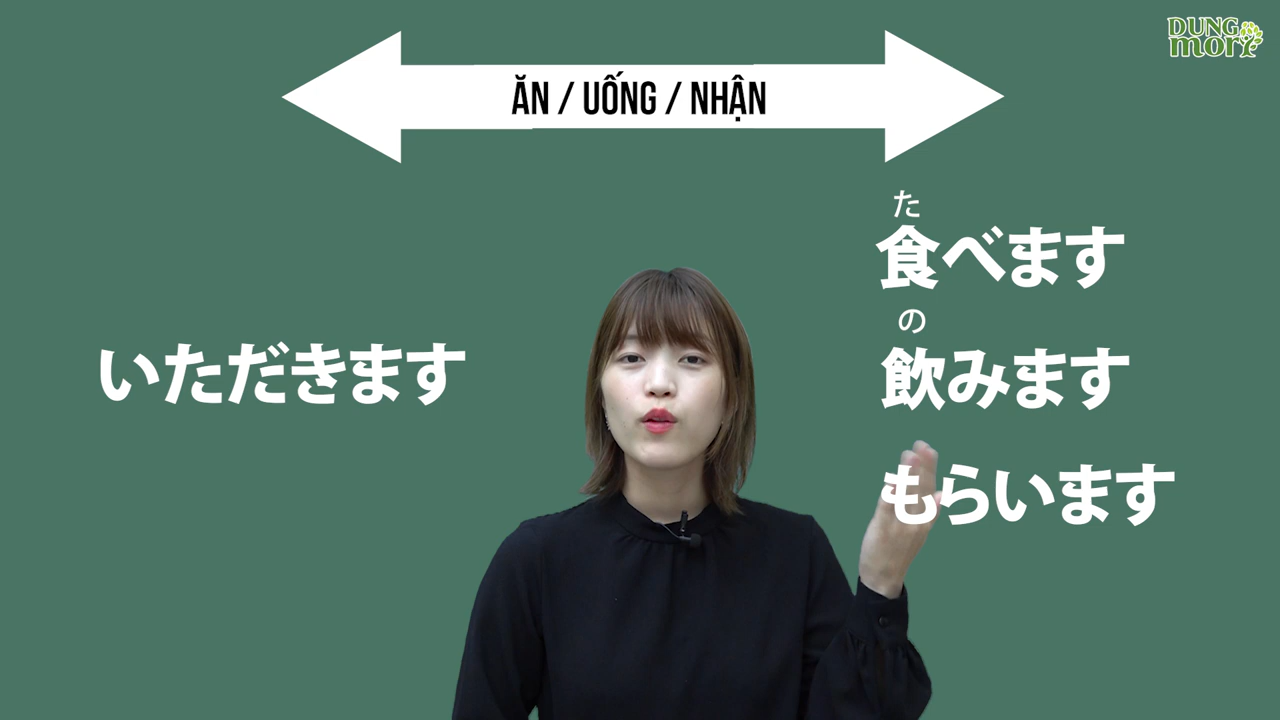 DUNG
mori
ĂN / UỐNG / NHẬN
いただきます
た
食べます
の
飲みます
もらいます